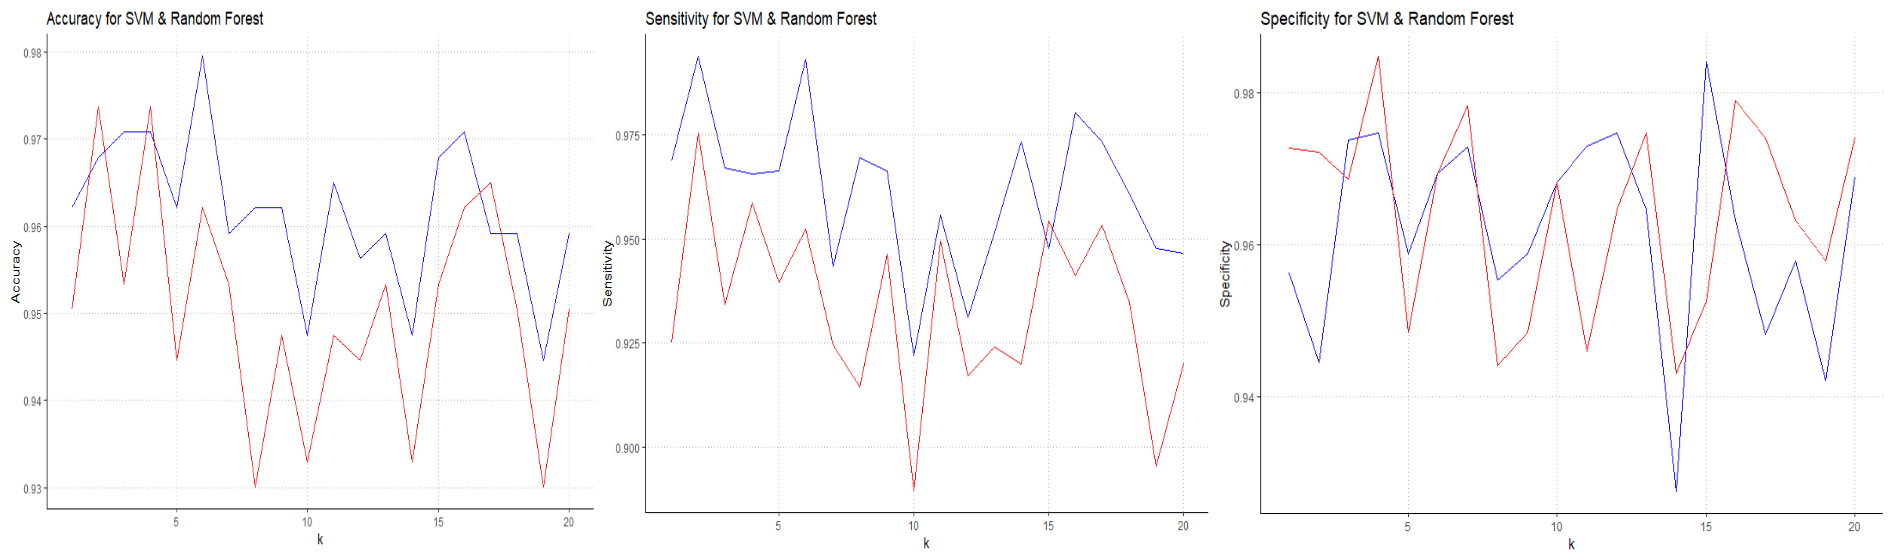 Accuracy for SVM & Random Forest
0.98
0.97
0.96
0.95
0.94
0.93
Accuracy
5
10
15
20
k
Sensitivity for SVM & Random Forest
0.975
0.950
0.925
0.900
Sensitivity
5
10
15
20
k
Specificity for SVM & Random Forest
0.98
0.96
0.94
Specificity
5
10
15
20
k